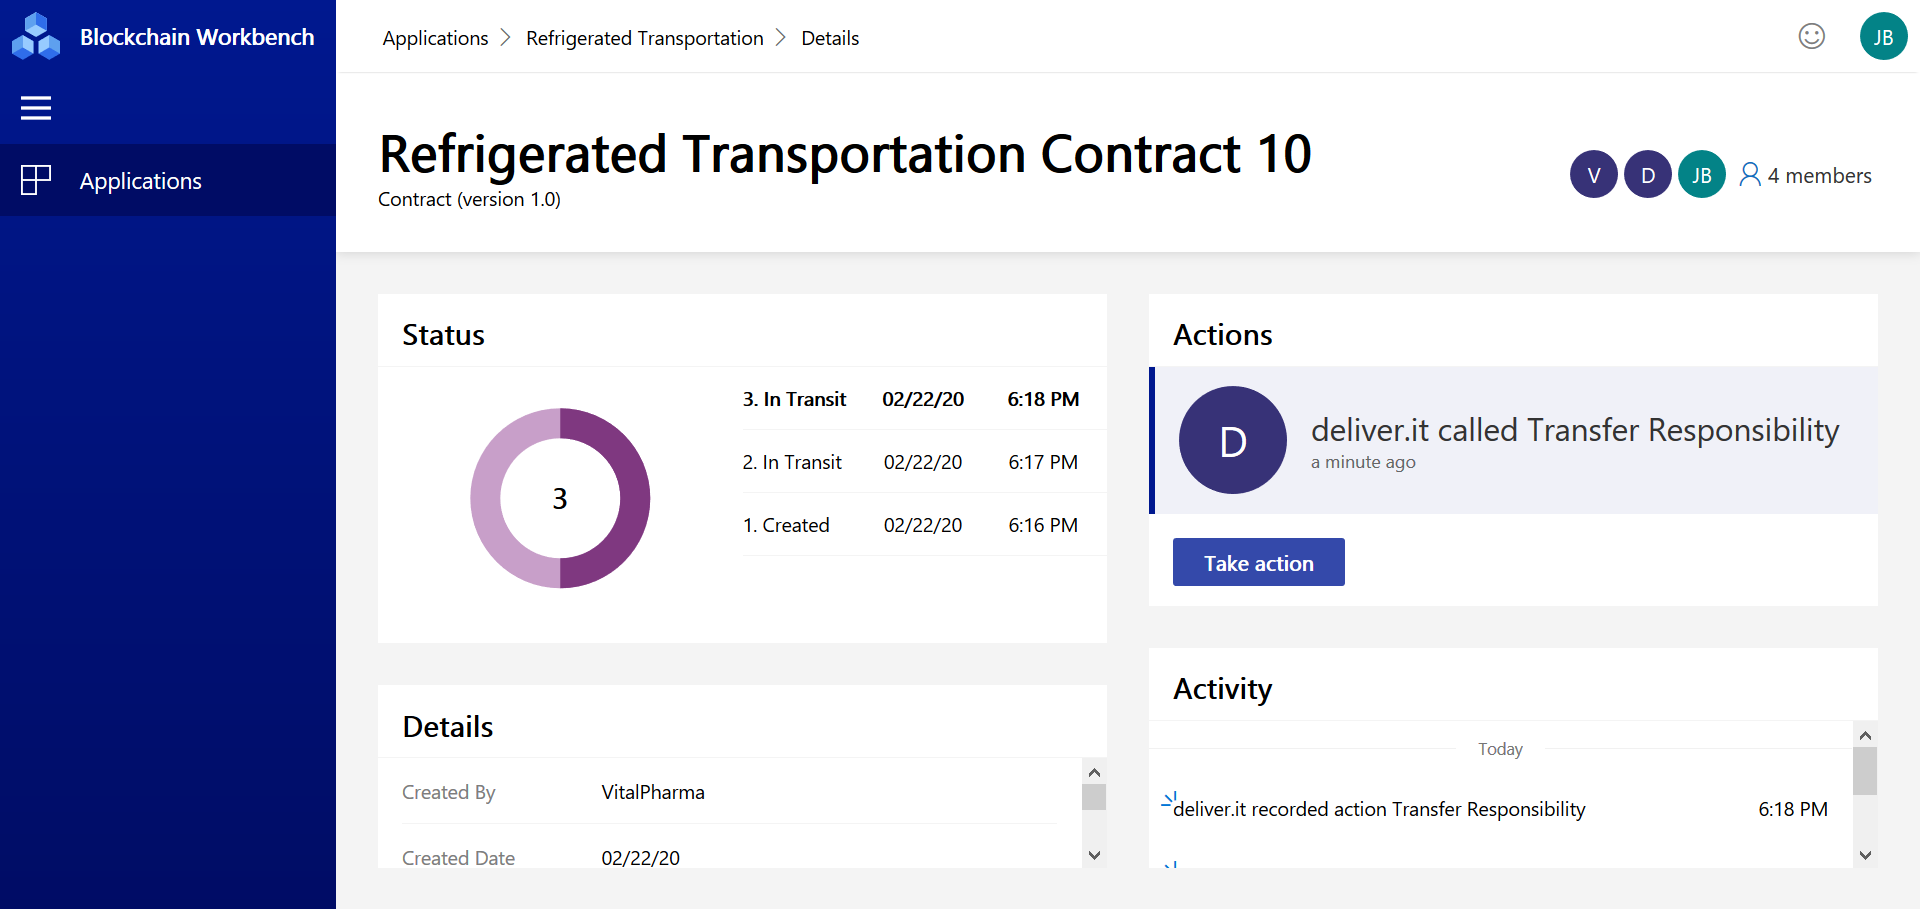 Blockchain Workbench
Applications
Applications Refrigerated Transportation Details
JB
Refrigerated Transportation Contract 10
Contract (version 1.0)
V D JB 4 members
Status
3
3. In Transit 02/22/20 6:18 PM
2. In Transit 02/22/20 6:17 PM
1. Created 02/22/20 6:16 PM
Actions
D
deliver.it called Transfer Responsibility
a minute ago
Take action
Details
Created By VitalPharma
Created Date 02/22/20
Activity
Today
deliver.it recorded action Transfer Responsibility 6:18 PM